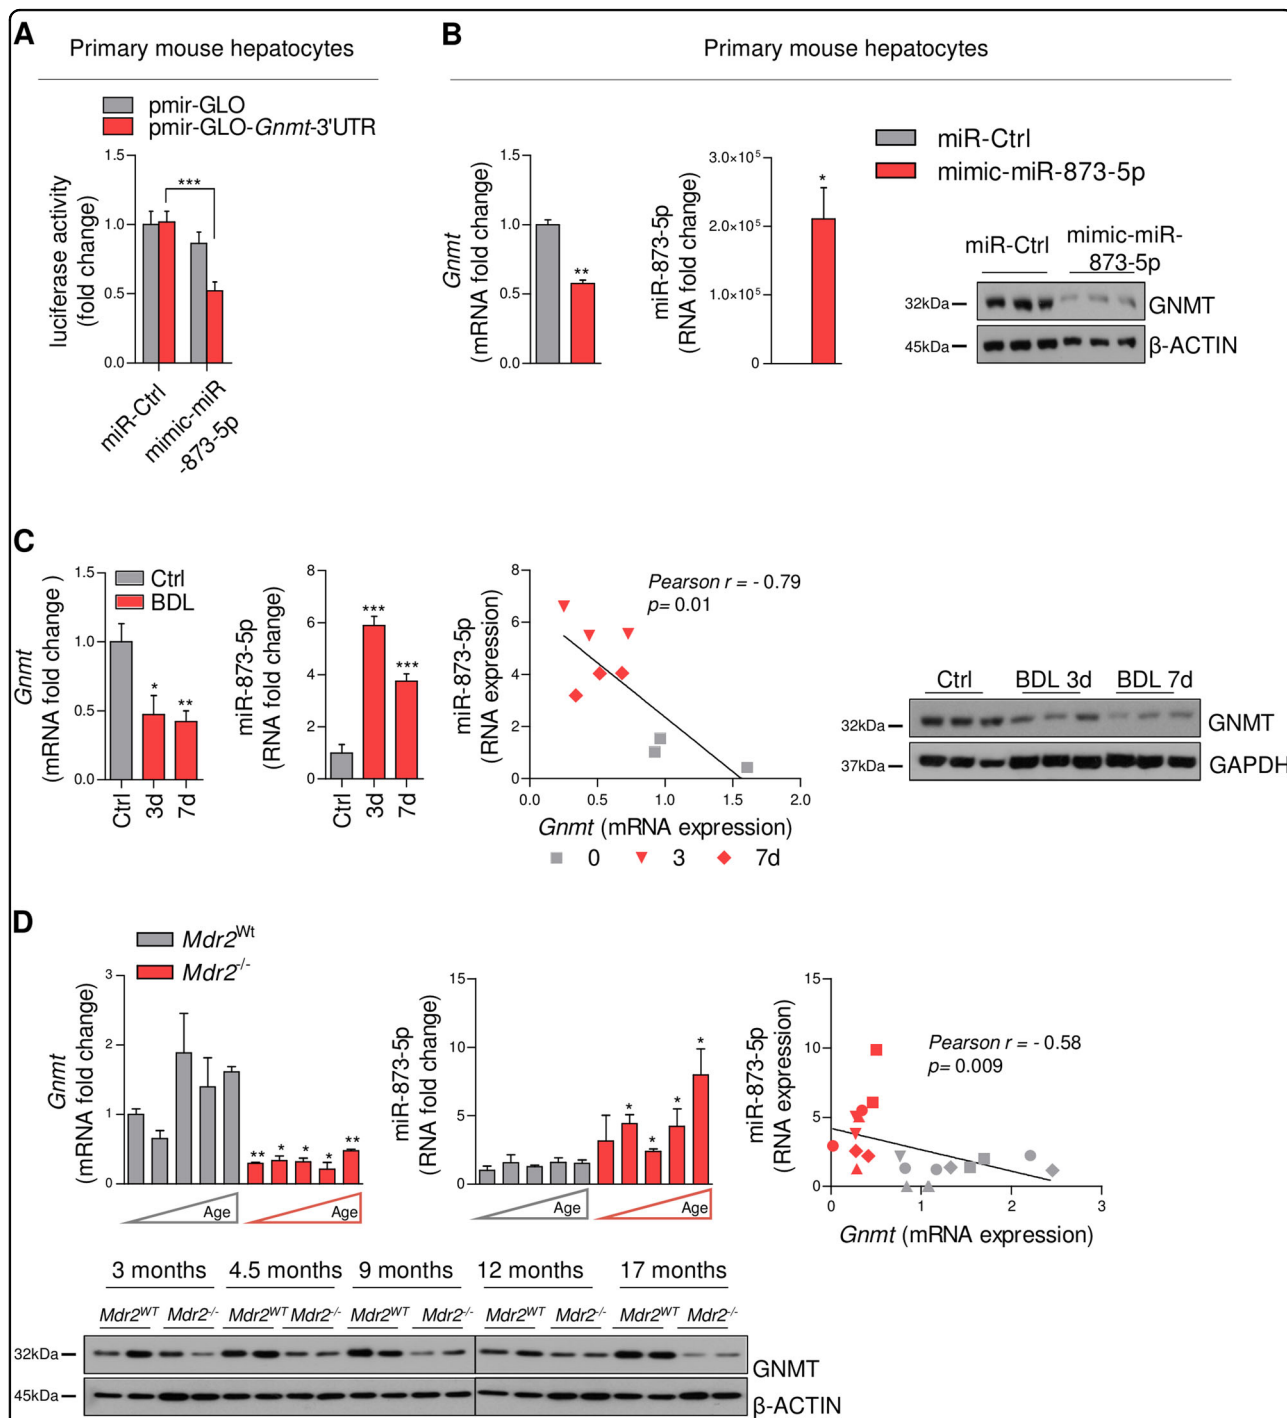 A
Primary mouse hepatocytes
pmir-GLO
pmir-GLO-Gnmt-3'UTR
luciferase activity
(fold change)
1.5
1.0
0.5
0.0
***
miR-Ctrl
mimic-miR
-873-5p
B
Primary mouse hepatocytes
miR-Ctrl
mimic-miR-873-5p
Gnmt
(mRNA fold change)
1.5
1.0
0.5
0.0
**
miR-873-5p
(RNA fold change)
3.0×10⁵
2.0×10⁵
1.0×10⁵
0
*
miR-Ctrl
mimic-miR-
873-5p
32kDa
GNMT
45kDa
β-ACTIN
C
Ctrl
BDL
Gnmt
(mRNA fold change )
1.5
1.0
0.5
0.0
*
**
Ctrl
3d
7d
miR-873-5p
(RNA fold change)
8
6
4
2
0
***
***
Ctrl
3d
7d
miR-873-5p
(RNA expression)
8
6
4
2
0
Pearson r = - 0.79
p= 0.01
0.0 0.5 1.0 1.5 2.0
Gnmt (mRNA expression)
0 3 7d
Ctrl BDL 3d BDL 7d
32kDa
GNMT
37kDa
GAPDH
D
Mdr2Wt
Mdr2-/-
Gnmt
(mRNA fold change)
3
2
1
0
** * * * **
Age Age
miR-873-5p
(RNA fold change)
15
10
5
0
* * * *
Age Age
miR-873-5p
(RNA expression)
15
10
5
0
Pearson r = - 0.58
p= 0.009
0 1 2 3
Gnmt (mRNA expression)
3 months 4.5 months 9 months 12 months 17 months
Mdr2WT Mdr2-/- Mdr2WT Mdr2-/- Mdr2WT Mdr2-/- Mdr2WT Mdr2-/- Mdr2WT Mdr2-/-
32kDa
GNMT
45kDa
β-ACTIN